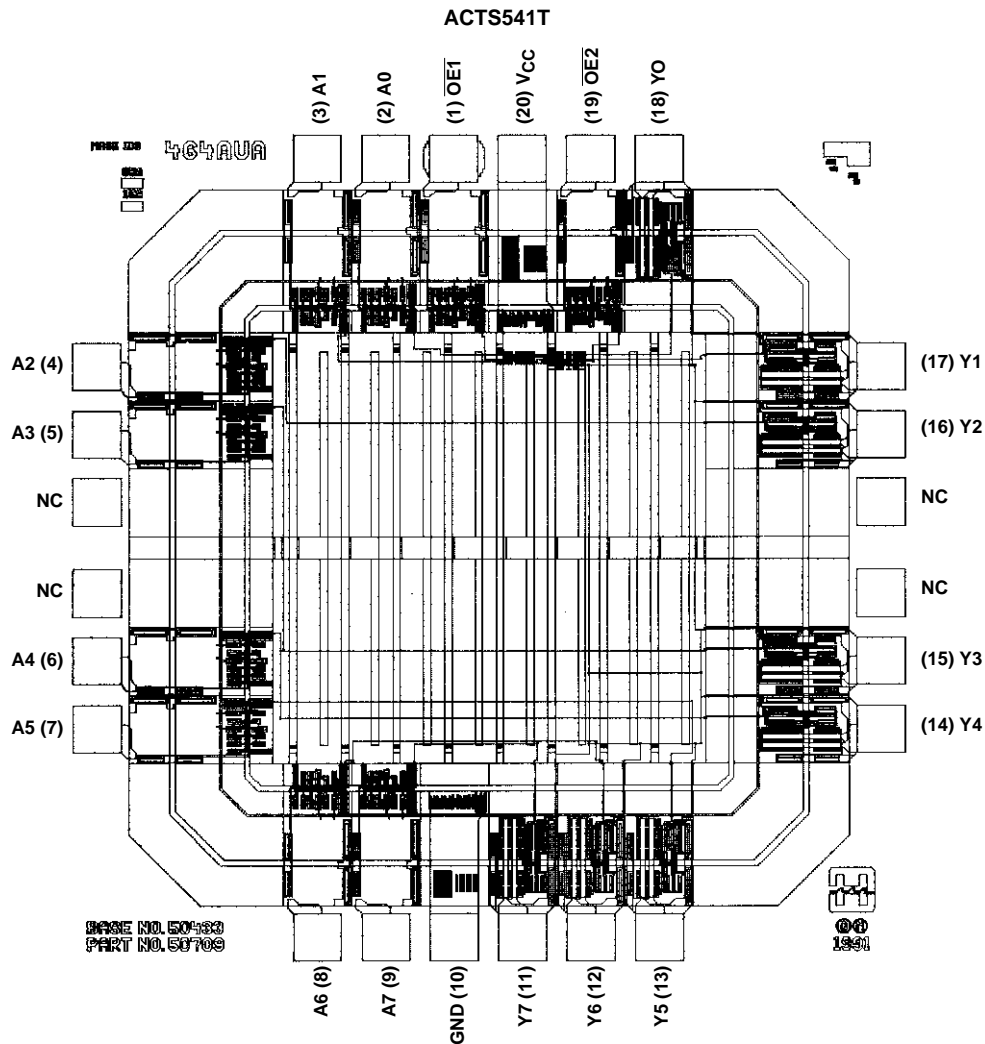 ACTS541T
(3) A1
(2) A0
(1) OE1
(20) VCC
(19) OE2
(18) YO
MASK IDS
464AVA
A2 (4)
A3 (5)
NC
NC
A4 (6)
A5 (7)
(17) Y1
(16) Y2
NC
NC
(15) Y3
(14) Y4
A6 (8)
A7 (9)
GND (10)
Y7 (11)
Y6 (12)
Y5 (13)
BASE NO. 50433
PART NO. 50709
1991